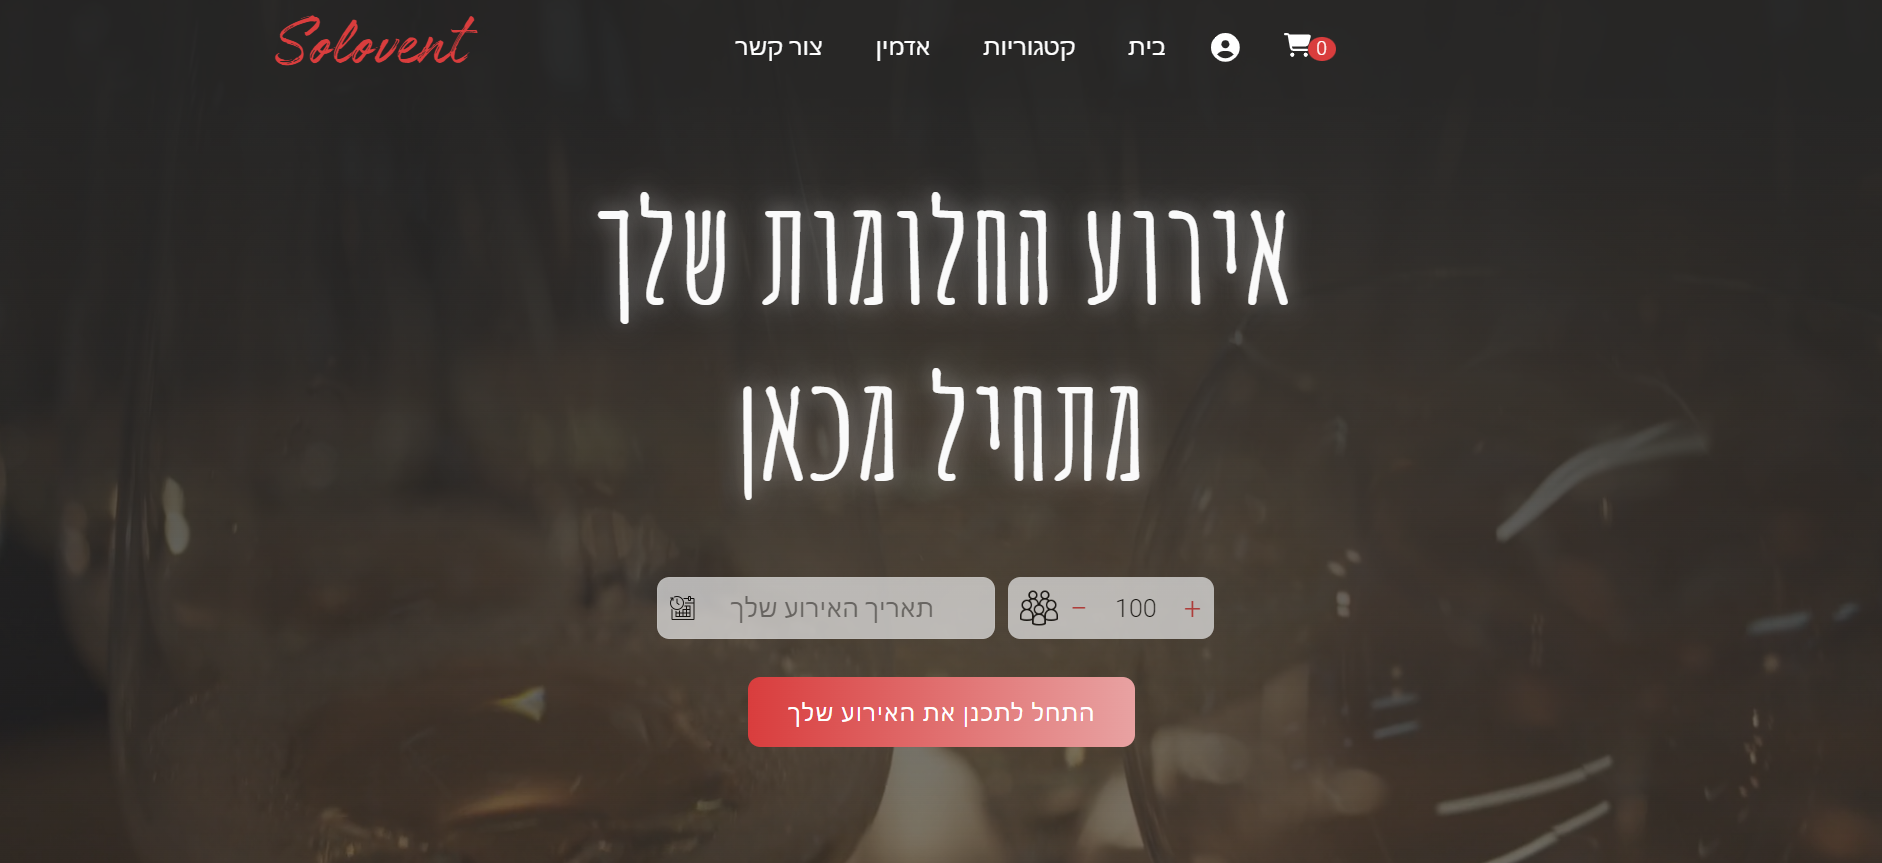 0
בית
קטגוריות
אדמין
צור קשר
Solovent
אירוע החלומות שלך
מתחיל מכאן
+ 100 −
תאריך האירוע שלך
התחל לתכנן את האירוע שלך